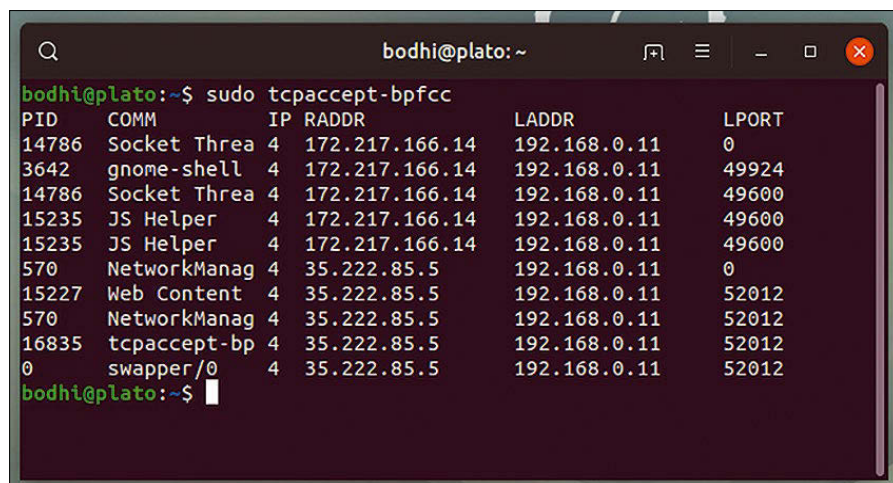 bodhi@plato: ~
bodhi@plato:~$ sudo tcpaccept-bpfcc
PID COMM IP RADDR LADDR LPORT
14786 Socket Threa 4 172.217.166.14 192.168.0.11 0
3642 gnome-shell 4 172.217.166.14 192.168.0.11 49924
14786 Socket Threa 4 172.217.166.14 192.168.0.11 49600
15235 JS Helper 4 172.217.166.14 192.168.0.11 49600
15235 JS Helper 4 172.217.166.14 192.168.0.11 49600
570 NetworkManag 4 35.222.85.5 192.168.0.11 0
15227 Web Content 4 35.222.85.5 192.168.0.11 52012
570 NetworkManag 4 35.222.85.5 192.168.0.11 52012
16835 tcpaccept-bp 4 35.222.85.5 192.168.0.11 52012
0 swapper/0 4 35.222.85.5 192.168.0.11 52012
bodhi@plato:~$